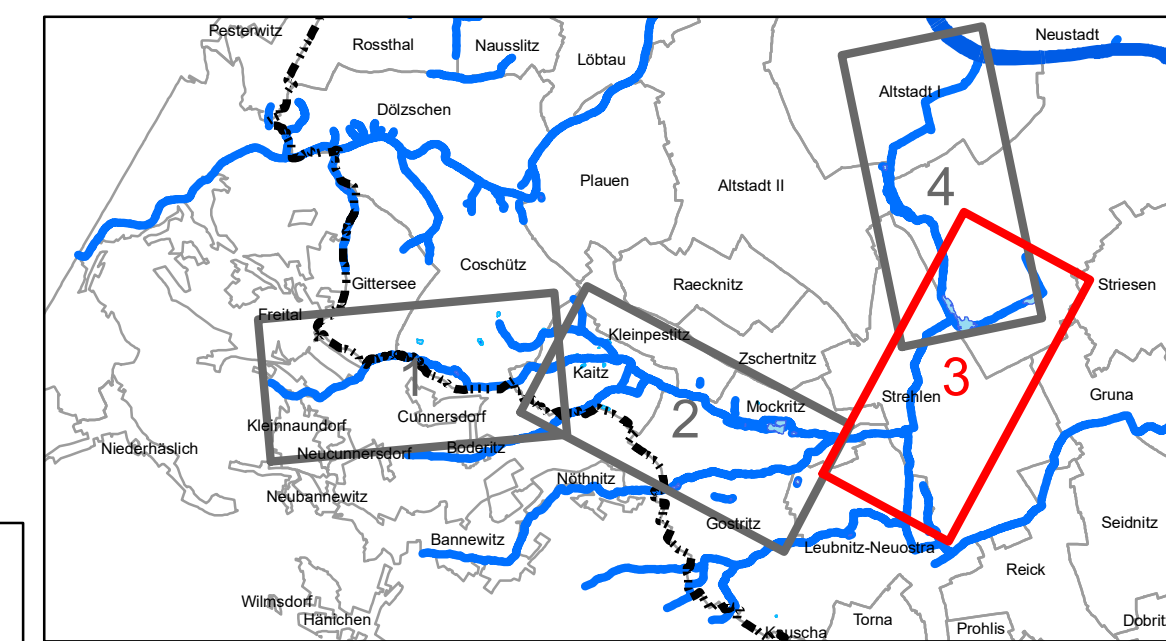 Pesterwitz
Rossthal
Nausslitz
Löbtau
Neustadt
Altstadt I
Dölzschen
Plauen
Altstadt II
4
Coschütz
Gittersee
Raecknitz
Striesen
Freital
Kleinpestitz
Zschertnitz
Kaitz
1
3
Strehlen
Gruna
Mockritz
2
Cunnersdorf
Kleinnaundorf
Niederhäslich
Neucunnersdorf
Boderitz
Nöthnitz
Neubannewitz
Gostritz
Seidnitz
Bannewitz
Leubnitz-Neuostra
Reick
Wilmsdorf
Hänichen
Torna
Prohlis
Dobrit
Kauscha